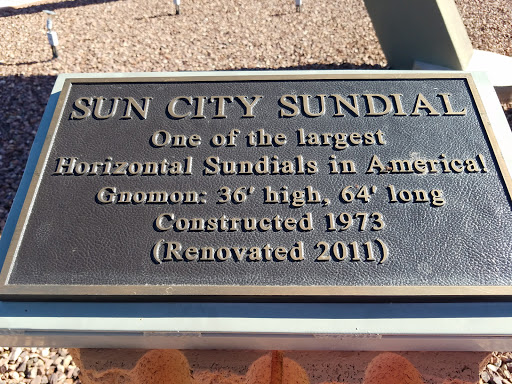 SUN CITY SUNDIAL
One of the largest
Horizontal Sundials in America!
Gnomon: 36' high, 64' long
Constructed 1973
(Renovated 2011)